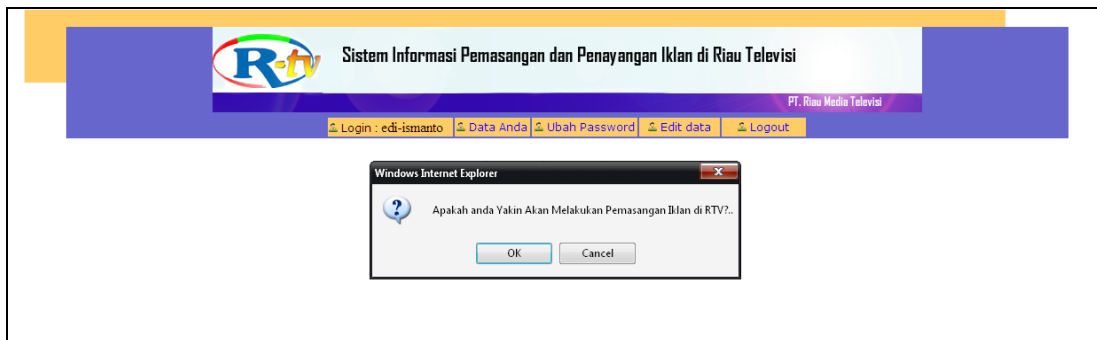 R-tv Sistem Informasi Pemasangan dan Penayangan Iklan di Riau Televisi
PT. Riau Media Televisi
Login : edi-ismanto Data Anda Ubah Password Edit data Logout
Windows Internet Explorer
Apakah anda Yakin Akan Melakukan Pemasangan Iklan di RTV?..
OK Cancel